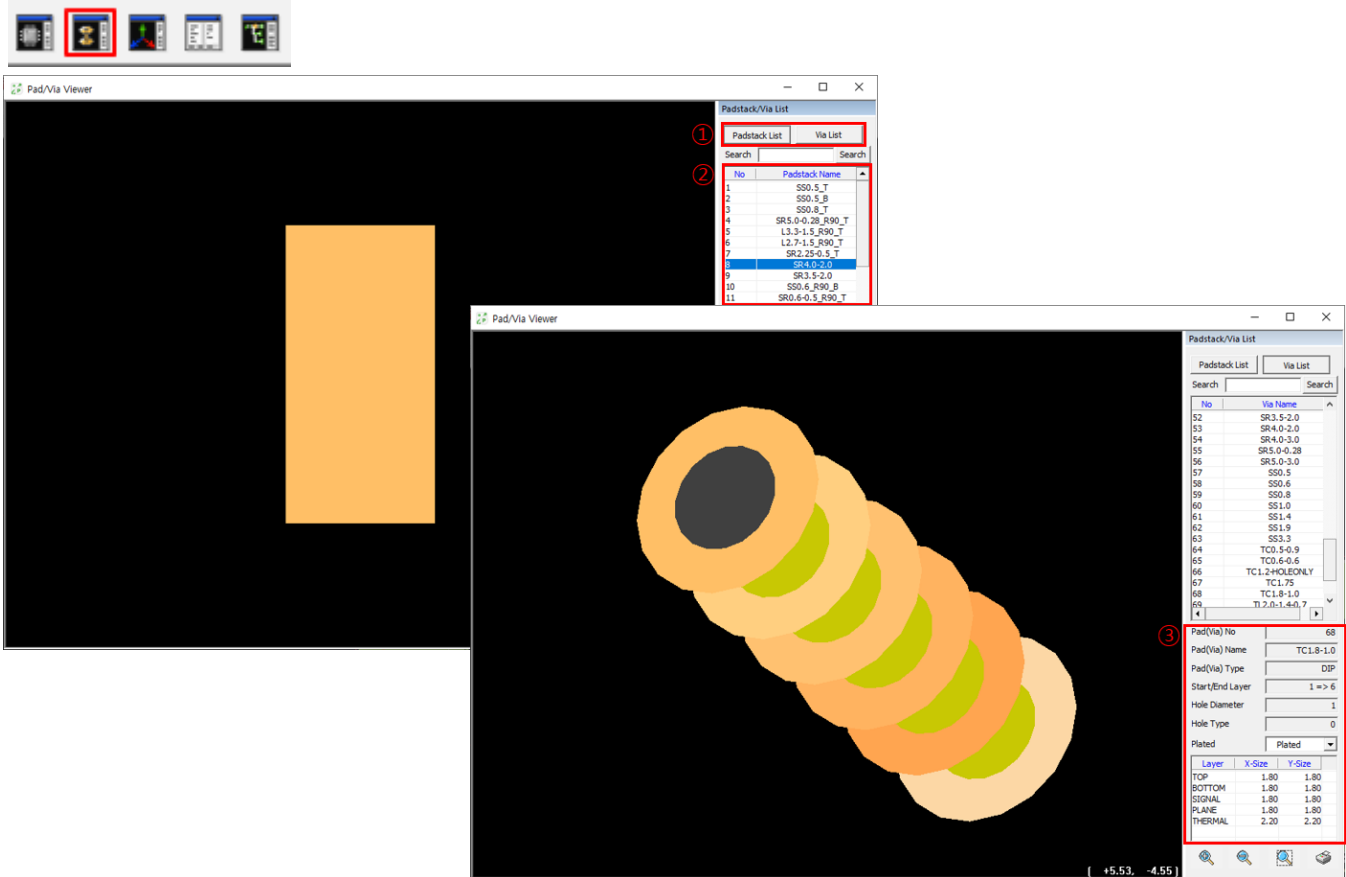 Pad/Via Viewer
Padstack/Via List
① Padstack List Via List
Search Search
② No Padstack Name
1 SS0.5_T
2 SS0.5_B
3 SS0.8_T
4 SR5.0-0.28_R90_T
5 L3.3-1.5_R90_T
6 L2.7-1.5_R90_T
7 SR2.25-0.5_T
8 SR4.0-2.0
9 SR3.5-2.0
10 SS0.6_R90_B
11 SR0.6-0.5_R90_T
Pad/Via Viewer
Padstack/Via List
Padstack List Via List
Search Search
No Via Name
52 SR3.5-2.0
53 SR4.0-2.0
54 SR4.0-3.0
55 SR5.0-0.28
56 SR5.0-3.0
57 SS0.5
58 SS0.6
59 SS0.8
60 SS1.0
61 SS1.4
62 SS1.9
63 SS3.3
64 TC0.5-0.9
65 TC0.6-0.6
66 TC1.2-HOLEONLY
67 TC1.75
68 TC1.8-1.0
69 TL2.0-1.4-0.7
③ Pad(Via) No 68
Pad(Via) Name TC1.8-1.0
Pad(Via) Type DIP
Start/End Layer 1 => 6
Hole Diameter 1
Hole Type 0
Plated Plated
Layer X-Size Y-Size
TOP 1.80 1.80
BOTTOM 1.80 1.80
SIGNAL 1.80 1.80
PLANE 1.80 1.80
THERMAL 2.20 2.20
[ +5.53, -4.55 ]